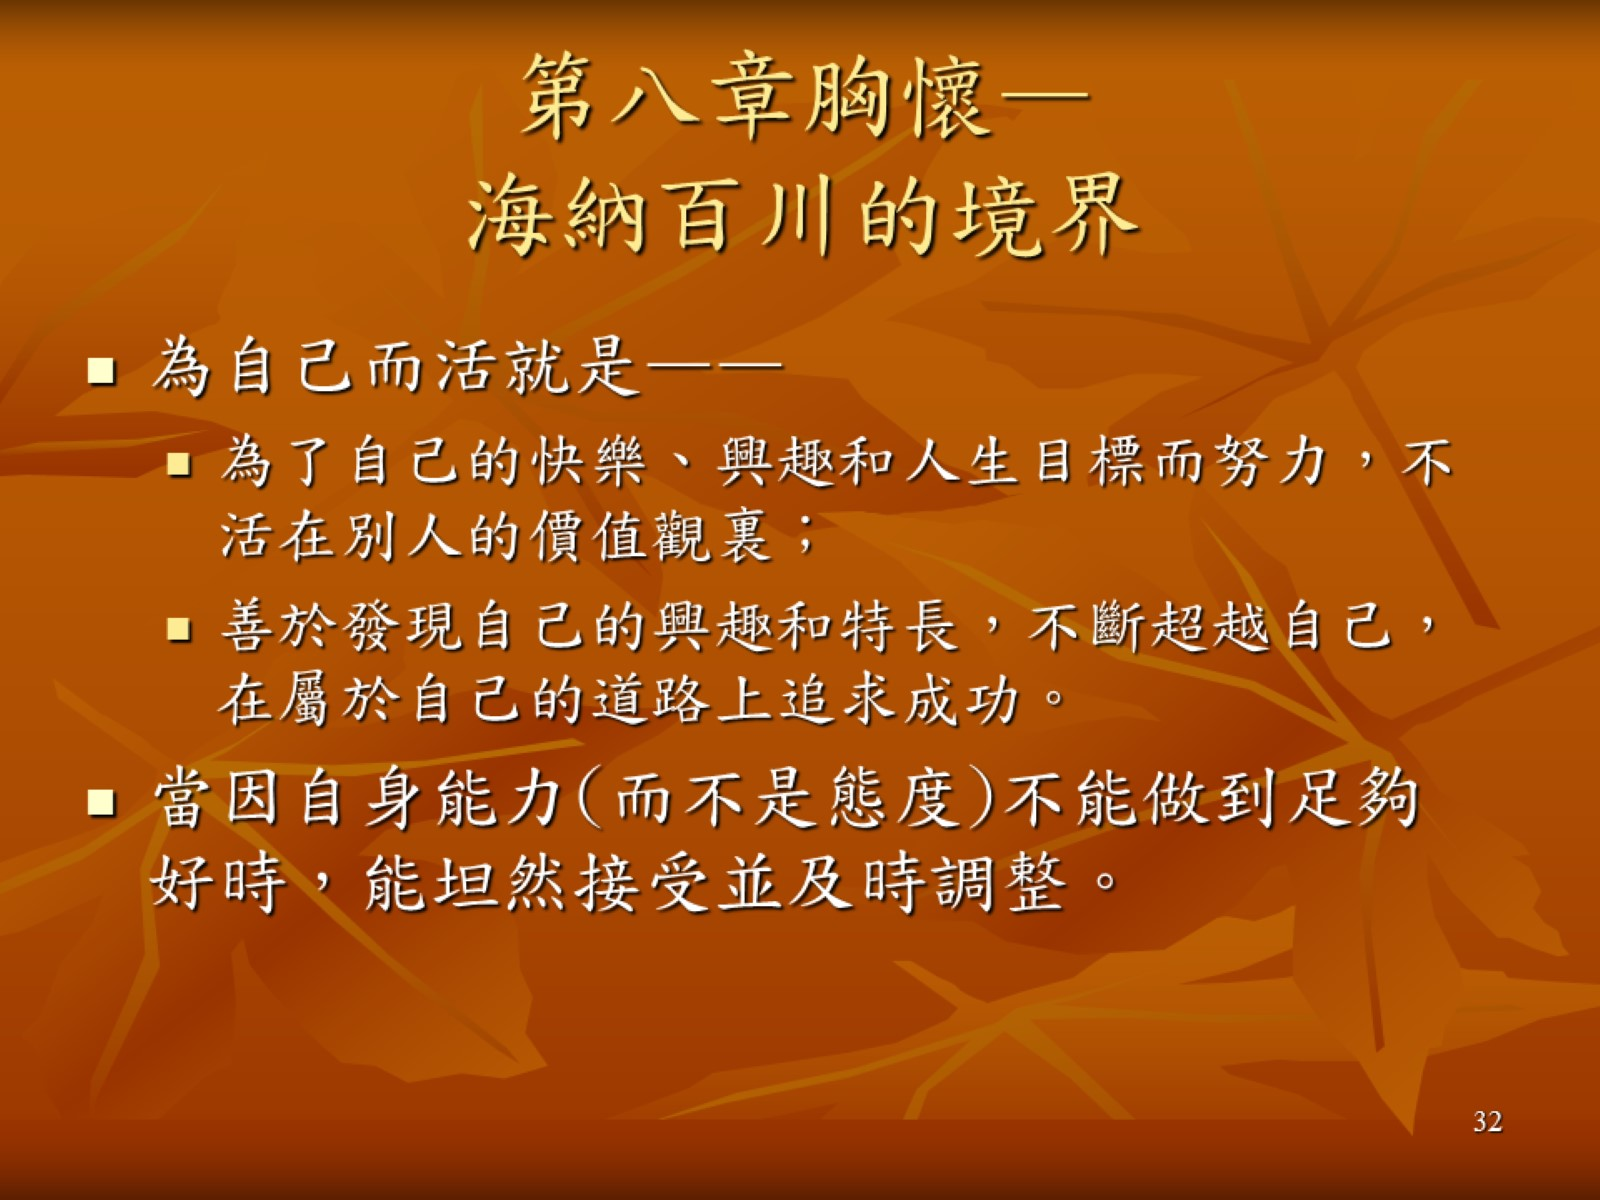 第八章胸懷—
海納百川的境界
為自己而活就是——
為了自己的快樂、興趣和人生目標而努力，不
活在別人的價值觀裏；
善於發現自己的興趣和特長，不斷超越自己，
在屬於自己的道路上追求成功。
當因自身能力(而不是態度)不能做到足夠
好時，能坦然接受並及時調整。
32